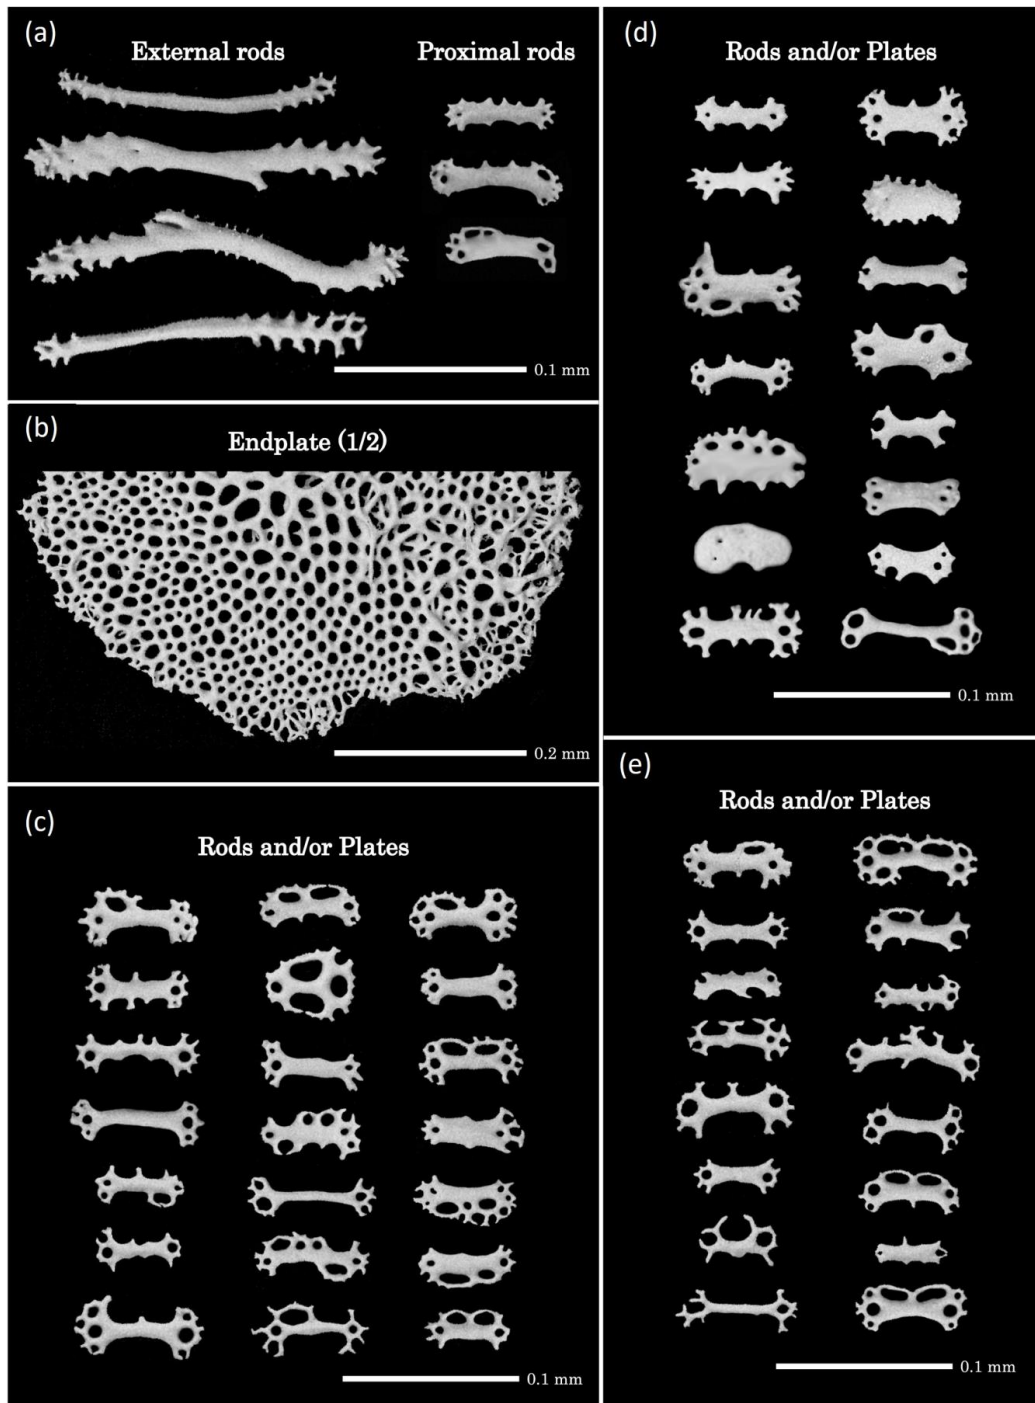 (a)
External rods
Proximal rods
0.1 mm
(b)
Endplate (1/2)
0.2 mm
(c)
Rods and/or Plates
0.1 mm
(d)
Rods and/or Plates
0.1 mm
(e)
Rods and/or Plates
0.1 mm